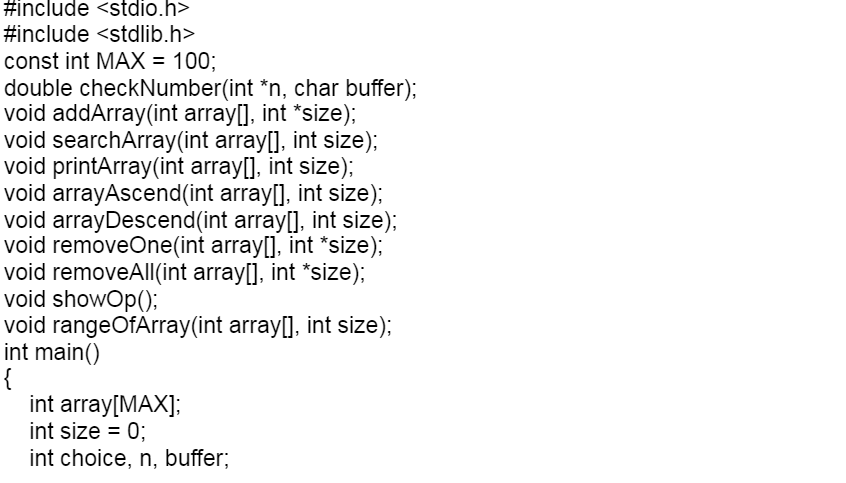 #include <stdio.h>
#include <stdlib.h>
const int MAX = 100;
double checkNumber(int *n, char buffer);
void addArray(int array[], int *size);
void searchArray(int array[], int size);
void printArray(int array[], int size);
void arrayAscend(int array[], int size);
void arrayDescend(int array[], int size);
void removeOne(int array[], int *size);
void removeAll(int array[], int *size);
void showOp();
void rangeOfArray(int array[], int size);
int main()
{
    int array[MAX];
    int size = 0;
    int choice, n, buffer;